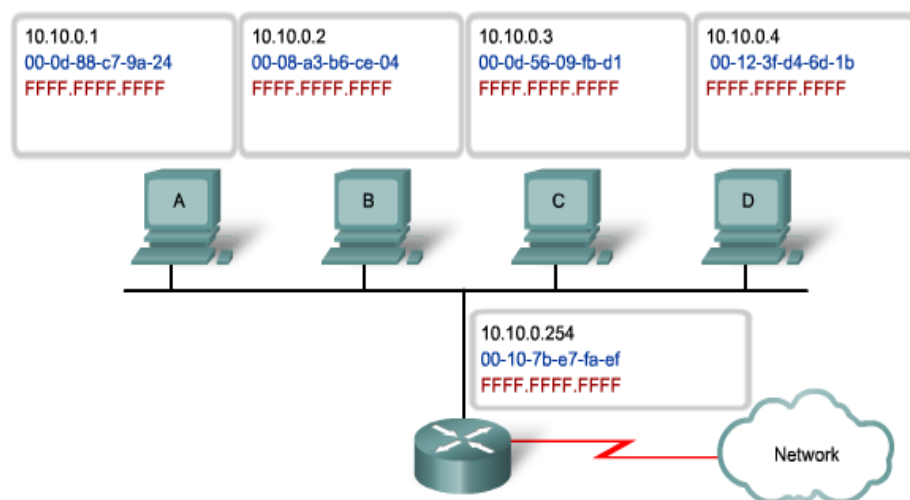 10.10.0.1
00-0d-88-c7-9a-24
FFFF.FFFF.FFFF
10.10.0.2
00-08-a3-b6-ce-04
FFFF.FFFF.FFFF
10.10.0.3
00-0d-56-09-fb-d1
FFFF.FFFF.FFFF
10.10.0.4
00-12-3f-d4-6d-1b
FFFF.FFFF.FFFF
A
B
C
D
10.10.0.254
00-10-7b-e7-fa-ef
FFFF.FFFF.FFFF
Network